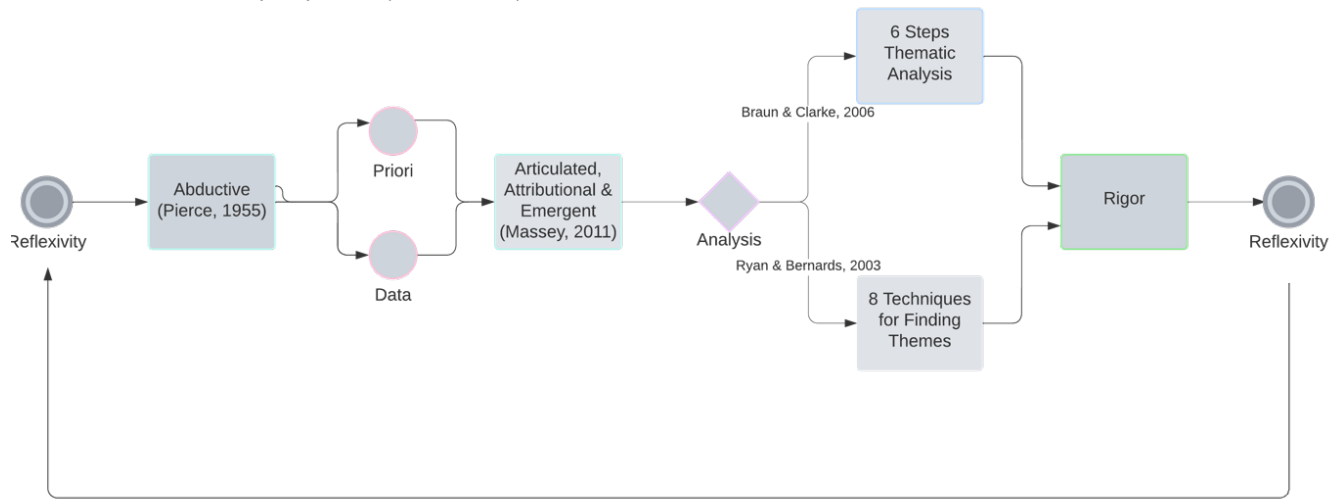 Reflexivity
Abductive
(Pierce, 1955)
Priori
Data
Articulated,
Attributional &
Emergent
(Massey, 2011)
Analysis
Braun & Clarke, 2006
Ryan & Bernards, 2003
6 Steps
Thematic
Analysis
8 Techniques
for Finding
Themes
Rigor
Reflexivity